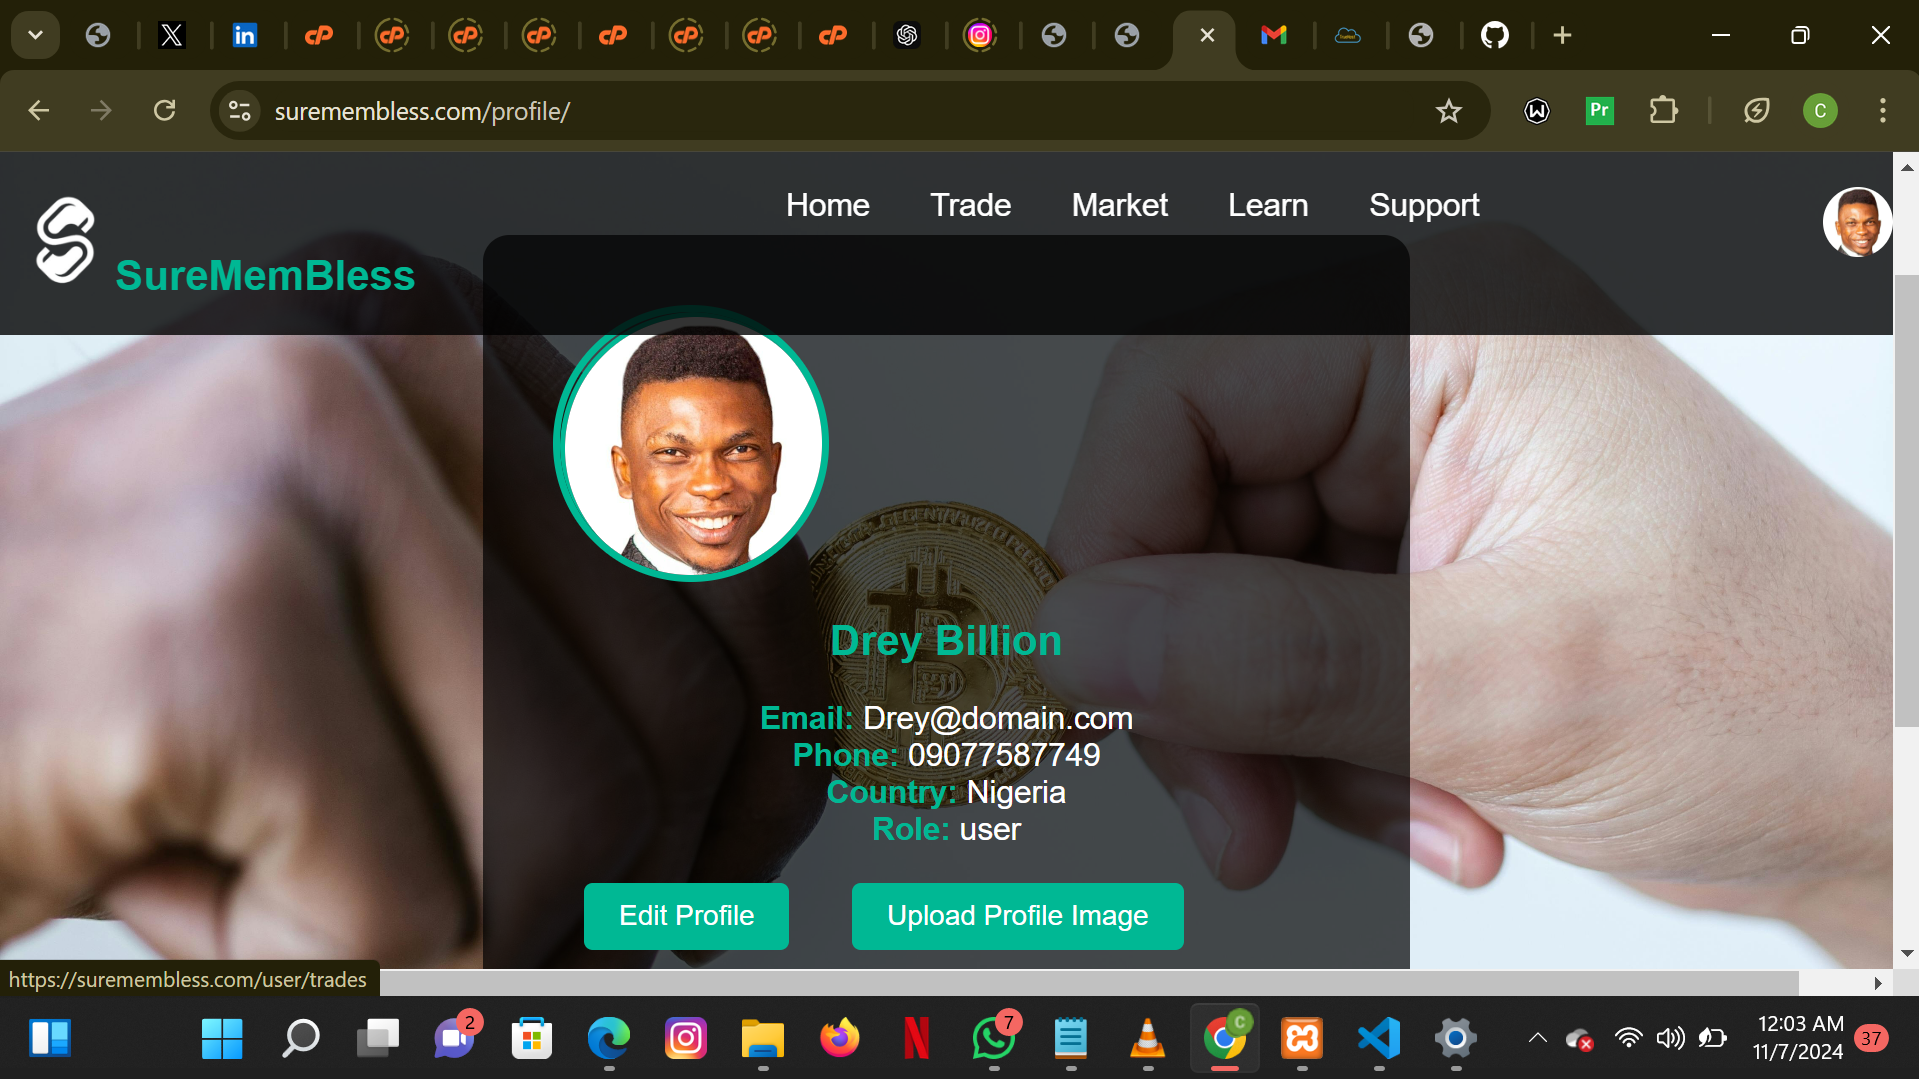 suremembless.com/profile/
Pr
C
Home Trade Market Learn Support
SureMemBless
Drey Billion
Email: Drey@domain.com
Phone: 09077587749
Country: Nigeria
Role: user
Edit Profile Upload Profile Image
https://suremembless.com/user/trades
2
7
C
12:03 AM
11/7/2024
37